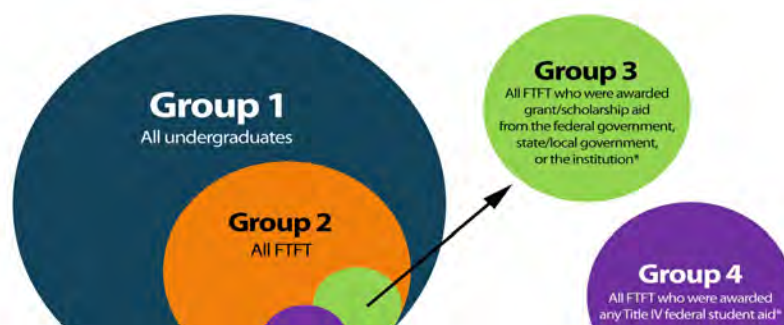 Group 1
All undergraduates
Group 2
All FTFT
Group 3
All FTFT who were awarded
grant/scholarship aid
from the federal government,
state/local government,
or the institution*
Group 4
All FTFT who were awarded
any Title IV federal student aid*